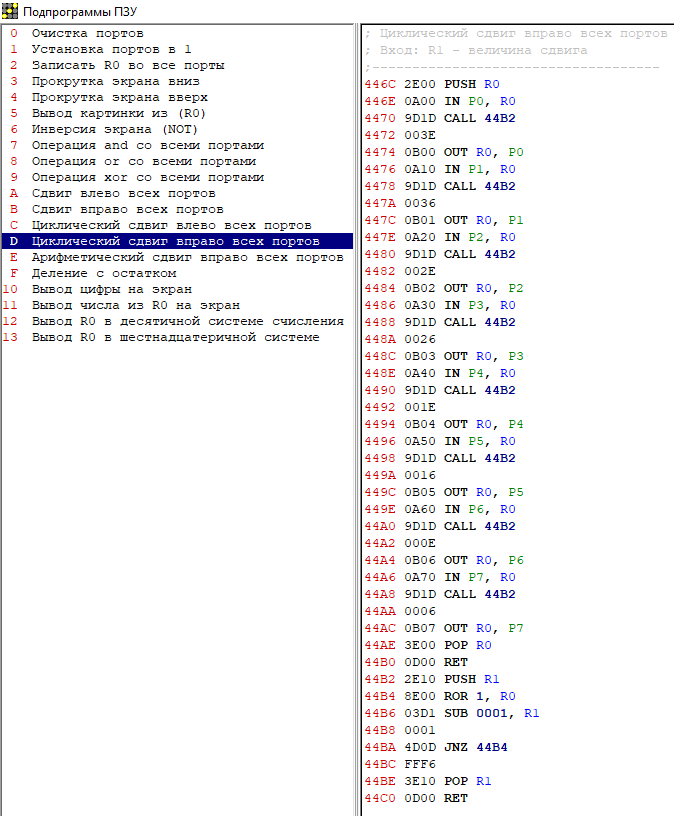 Подпрограммы ПЗУ
0 Очистка портов
1 Установка портов в 1
2 Записать R0 во все порты
3 Прокрутка экрана вниз
4 Прокрутка экрана вверх
5 Вывод картинки из (R0)
6 Инверсия экрана (NOT)
7 Операция and со всеми портами
8 Операция or со всеми портами
9 Операция xor со всеми портами
A Сдвиг влево всех портов
B Сдвиг вправо всех портов
C Циклический сдвиг влево всех портов
D Циклический сдвиг вправо всех портов
E Арифметический сдвиг вправо всех портов
F Деление с остатком
10 Вывод цифры на экран
11 Вывод числа из R0 на экран
12 Вывод R0 в десятичной системе счисления
13 Вывод R0 в шестнадцатеричной системе
; Циклический сдвиг вправо всех портов
; Вход: R1 - величина сдвига
;------------------------------------
446C 2E00 PUSH R0
446E 0A00 IN P0, R0
4470 9D1D CALL 44B2
4472 003E
4474 0B00 OUT R0, P0
4476 0A10 IN P1, R0
4478 9D1D CALL 44B2
447A 0036
447C 0B01 OUT R0, P1
447E 0A20 IN P2, R0
4480 9D1D CALL 44B2
4482 002E
4484 0B02 OUT R0, P2
4486 0A30 IN P3, R0
4488 9D1D CALL 44B2
448A 0026
448C 0B03 OUT R0, P3
448E 0A40 IN P4, R0
4490 9D1D CALL 44B2
4492 001E
4494 0B04 OUT R0, P4
4496 0A50 IN P5, R0
4498 9D1D CALL 44B2
449A 0016
449C 0B05 OUT R0, P5
449E 0A60 IN P6, R0
44A0 9D1D CALL 44B2
44A2 000E
44A4 0B06 OUT R0, P6
44A6 0A70 IN P7, R0
44A8 9D1D CALL 44B2
44AA 0006
44AC 0B07 OUT R0, P7
44AE 3E00 POP R0
44B0 0D00 RET
44B2 2E10 PUSH R1
44B4 8E00 ROR 1, R0
44B6 03D1 SUB 0001, R1
44B8 0001
44BA 4D0D JNZ 44B4
44BC FFF6
44BE 3E10 POP R1
44C0 0D00 RET